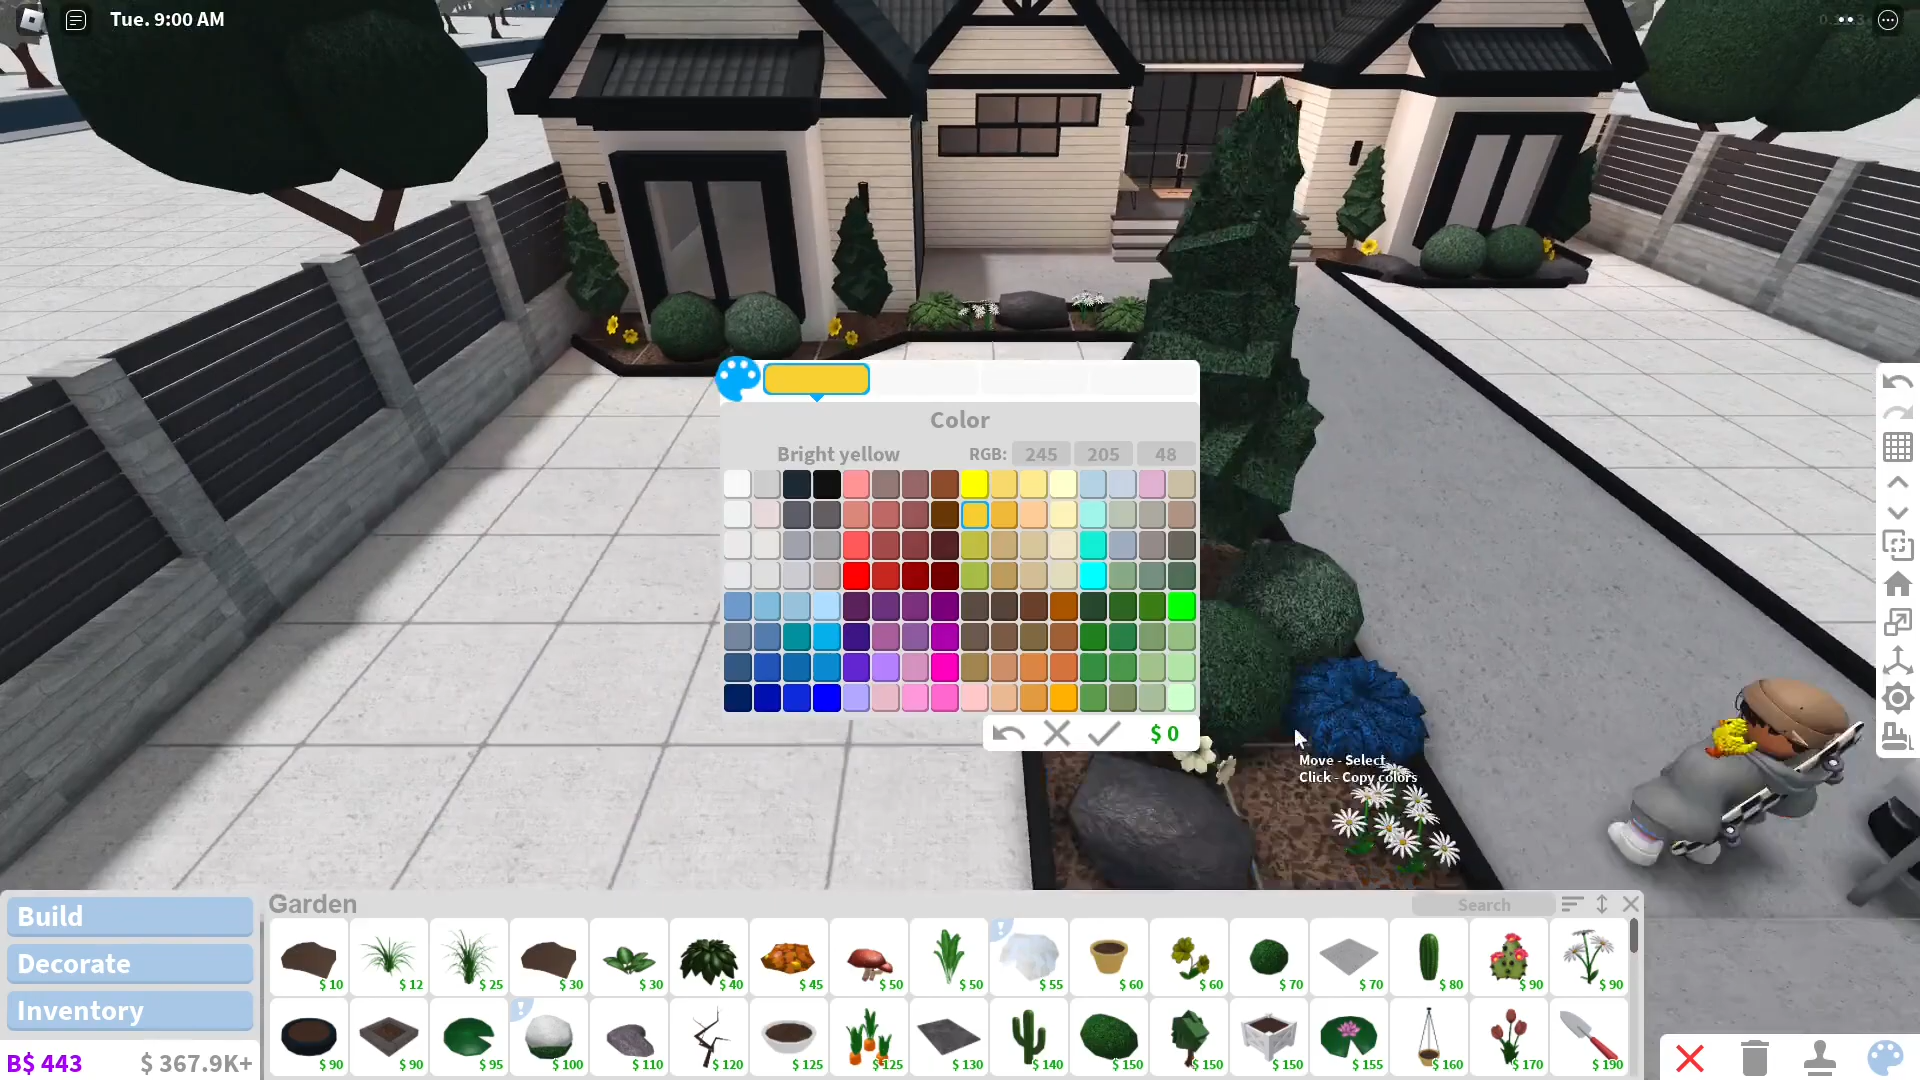 Tue. 9:00 AM
Color
Bright yellow RGB: 245 205 48
$ 0
Move - Select
Click - Copy colors
Build
Decorate
Inventory
B$ 443 $ 367.9K+
Garden Search
$ 10 $ 12 $ 25 $ 30 $ 30 $ 40 $ 45 $ 50 $ 50 $ 55 $ 60 $ 60 $ 70 $ 70 $ 80 $ 90 $ 90
$ 90 $ 90 $ 95 $ 100 $ 110 $ 120 $ 125 $ 125 $ 130 $ 140 $ 150 $ 150 $ 150 $ 155 $ 160 $ 170 $ 190